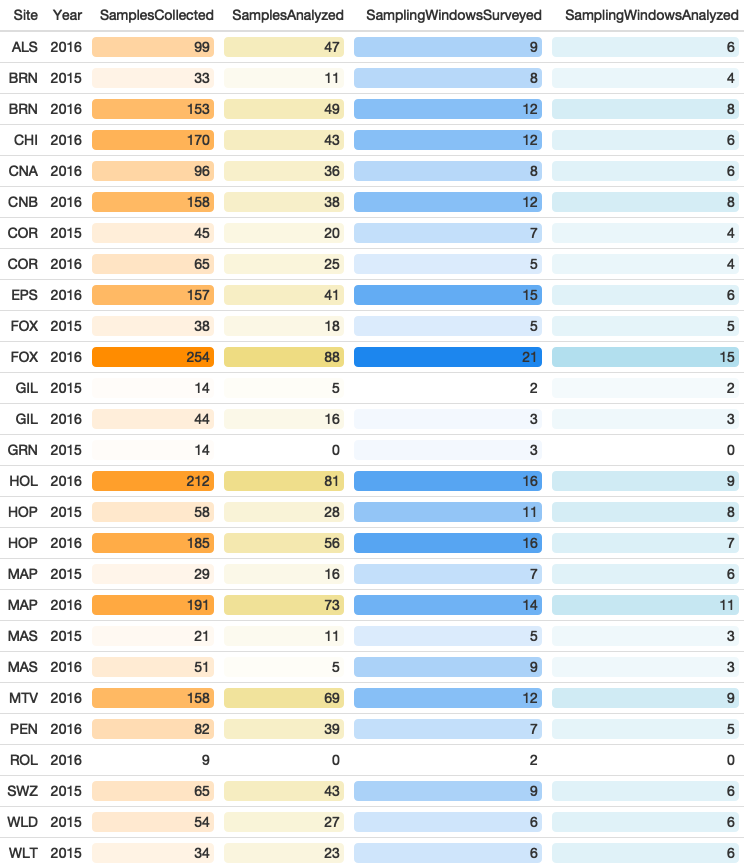 Site Year SamplesCollected SamplesAnalyzed SamplingWindowsSurveyed SamplingWindowsAnalyzed
ALS 2016 99 47 9 6
BRN 2015 33 11 8 4
BRN 2016 153 49 12 8
CHI 2016 170 43 12 6
CNA 2016 96 36 8 6
CNB 2016 158 38 12 8
COR 2015 45 20 7 4
COR 2016 65 25 5 4
EPS 2016 157 41 15 6
FOX 2015 38 18 5 5
FOX 2016 254 88 21 15
GIL 2015 14 5 2 2
GIL 2016 44 16 3 3
GRN 2015 14 0 3 0
HOL 2016 212 81 16 9
HOP 2015 58 28 11 8
HOP 2016 185 56 16 7
MAP 2015 29 16 7 6
MAP 2016 191 73 14 11
MAS 2015 21 11 5 3
MAS 2016 51 5 9 3
MTV 2016 158 69 12 9
PEN 2016 82 39 7 5
ROL 2016 9 0 2 0
SWZ 2015 65 43 9 6
WLD 2015 54 27 6 6
WLT 2015 34 23 6 6